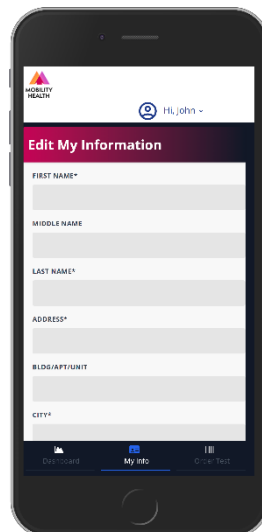 MOBILITY
HEALTH
Hi, John
Edit My Information
FIRST NAME*
MIDDLE NAME
LAST NAME*
ADDRESS*
BLDG/APT/UNIT
CITY*
Dashboard My Info Order Test